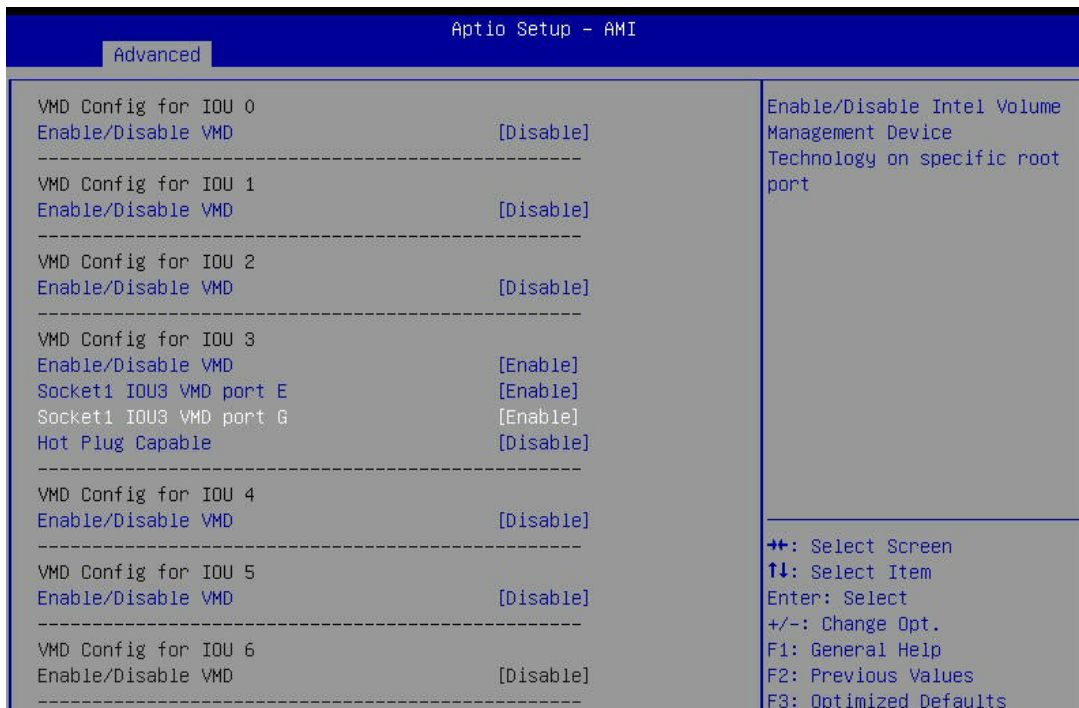 Aptio Setup – AMI
Advanced
VMD Config for IOU 0
Enable/Disable VMD [Disable]
------------------------------------------------
VMD Config for IOU 1
Enable/Disable VMD [Disable]
------------------------------------------------
VMD Config for IOU 2
Enable/Disable VMD [Disable]
------------------------------------------------
VMD Config for IOU 3
Enable/Disable VMD [Enable]
Socket1 IOU3 VMD port E [Enable]
Socket1 IOU3 VMD port G [Enable]
Hot Plug Capable [Disable]
------------------------------------------------
VMD Config for IOU 4
Enable/Disable VMD [Disable]
------------------------------------------------
VMD Config for IOU 5
Enable/Disable VMD [Disable]
------------------------------------------------
VMD Config for IOU 6
Enable/Disable VMD [Disable]
------------------------------------------------
Enable/Disable Intel Volume
Management Device
Technology on specific root
port
→←: Select Screen
↑↓: Select Item
Enter: Select
+/-: Change Opt.
F1: General Help
F2: Previous Values
F3: Optimized Defaults